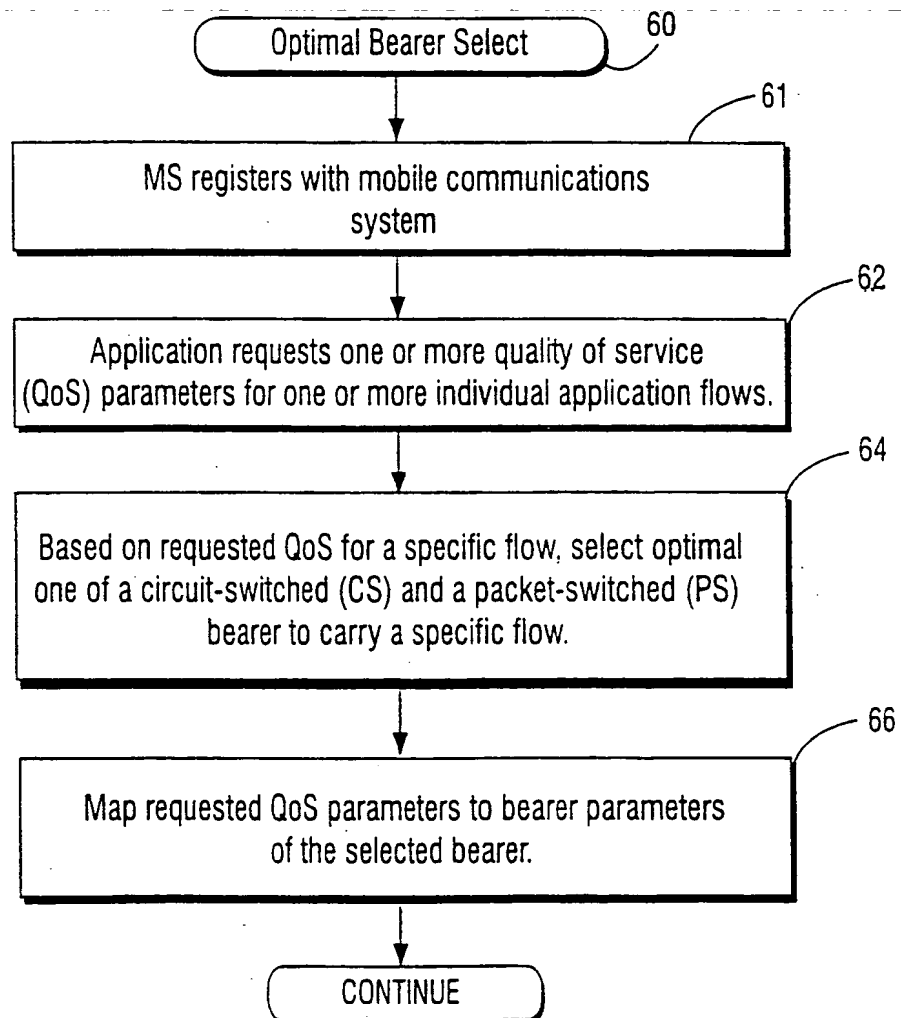 Optimal Bearer Select
60
61
MS registers with mobile communications
system
62
Application requests one or more quality of service
(QoS) parameters for one or more individual application flows.
64
Based on requested QoS for a specific flow, select optimal
one of a circuit-switched (CS) and a packet-switched (PS)
bearer to carry a specific flow.
66
Map requested QoS parameters to bearer parameters
of the selected bearer.
CONTINUE